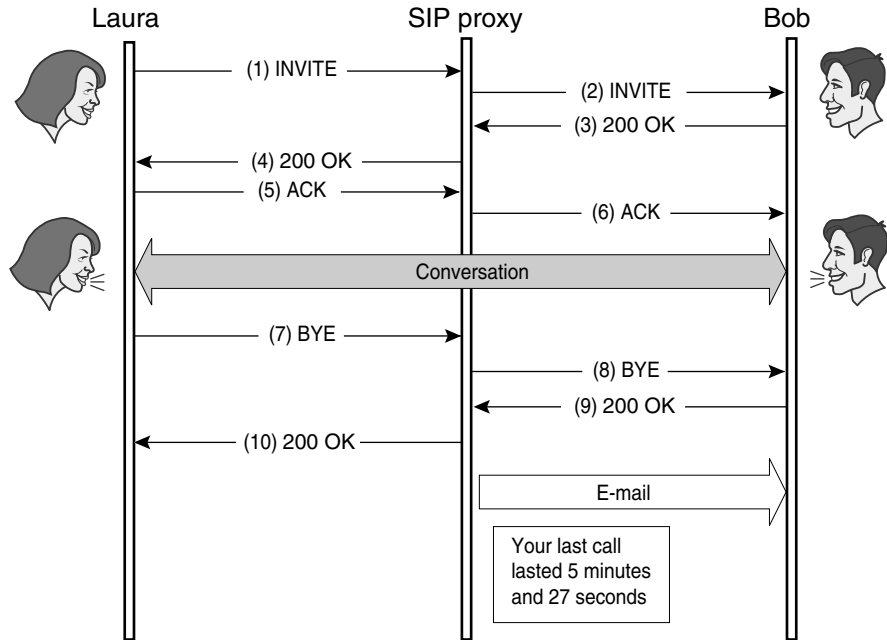 Laura
SIP proxy
Bob
(1) INVITE
(2) INVITE
(3) 200 OK
(4) 200 OK
(5) ACK
(6) ACK
Conversation
(7) BYE
(8) BYE
(9) 200 OK
(10) 200 OK
E-mail
Your last call
lasted 5 minutes
and 27 seconds